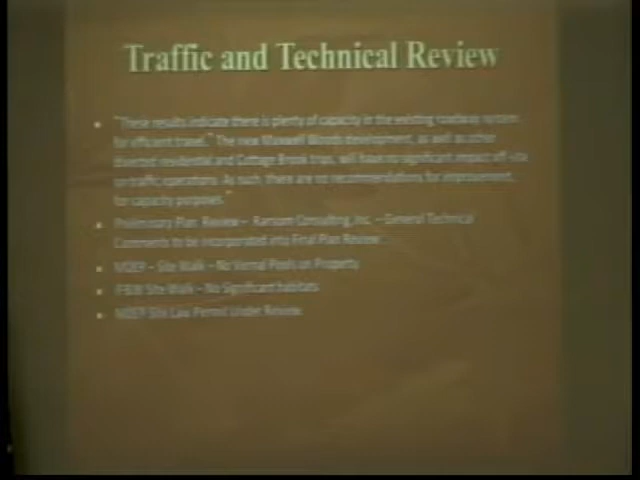 Traffic and Technical Review
"These results indicate there is plenty of capacity in the existing roadway system
for efficient travel." The new Maxwell Woods development, as well as other
residential and Cottage Brook trips, will have no significant impact off-site
on traffic operations. As such, there are no recommendations for improvement,
for capacity purposes."
Preliminary Plan Review – Ransom Consulting, Inc. – General Technical
Comments to be incorporated into Final Plan Review
MDEP – Site Walk – No Vernal Pools on Property
Site Walk – No Significant habitats
MDEP Site Law Permit Under Review